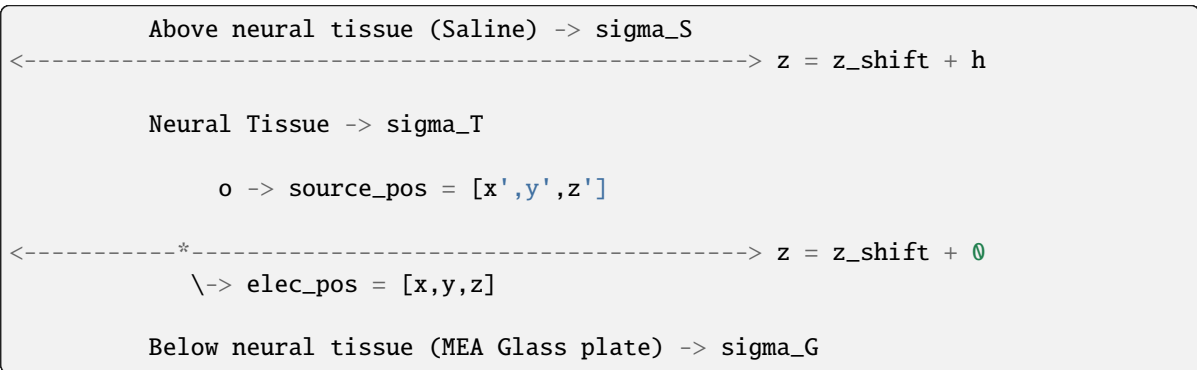 Above neural tissue (Saline) -> sigma_S
<----------------------------------------------------> z = z_shift + h
Neural Tissue -> sigma_T
o -> source_pos = [x',y',z']
<-----------*----------------------------------------> z = z_shift + 0
\-> elec_pos = [x,y,z]
Below neural tissue (MEA Glass plate) -> sigma_G